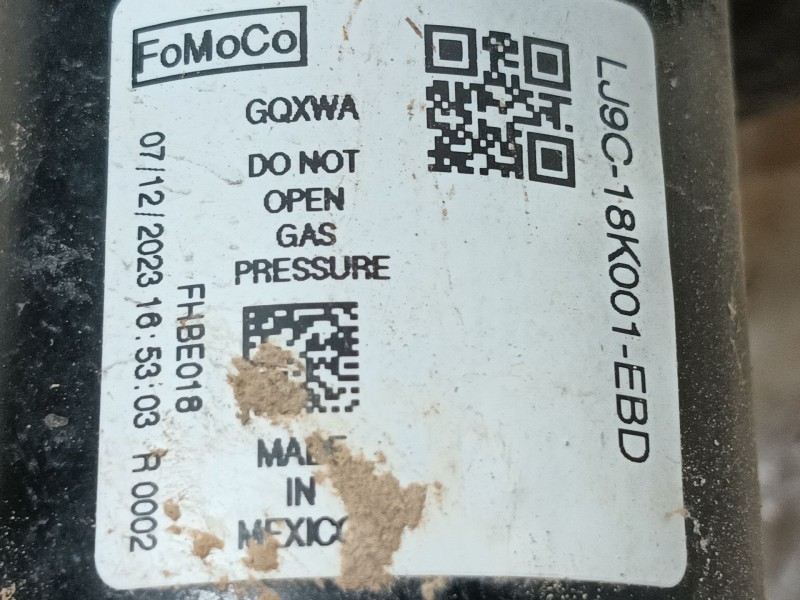 FoMoCo
GQXWA
DO NOT
OPEN
GAS
PRESSURE
MADE
IN
MEXICO
LJ9C-18K001-EBD
FHBE018
07/12/2023 16:53:03 R 0002